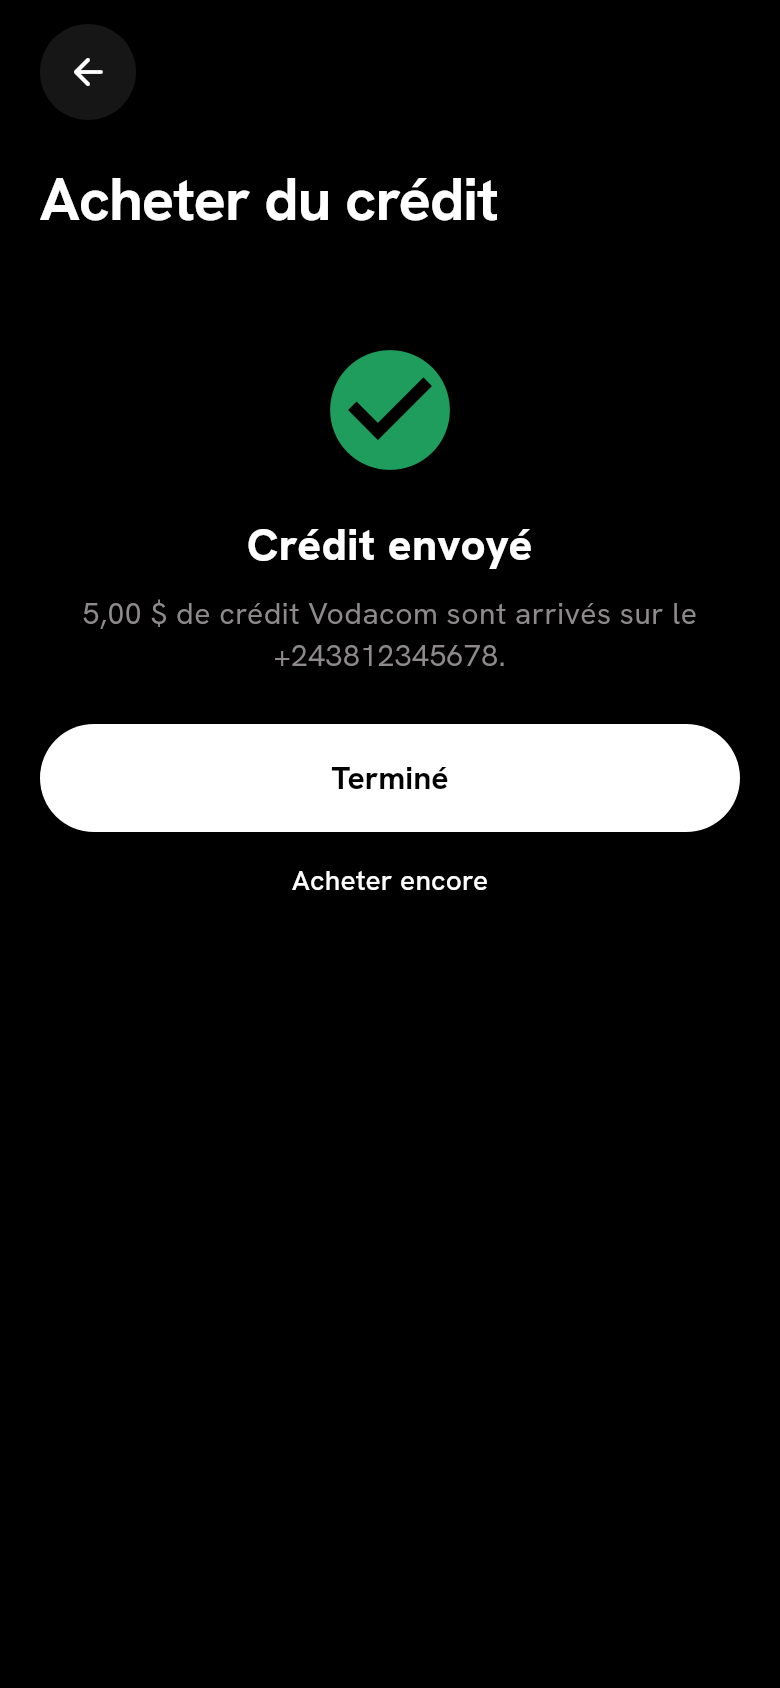 Acheter du crédit
Crédit envoyé
5,00 $ de crédit Vodacom sont arrivés sur le
+243812345678.
Terminé
Acheter encore